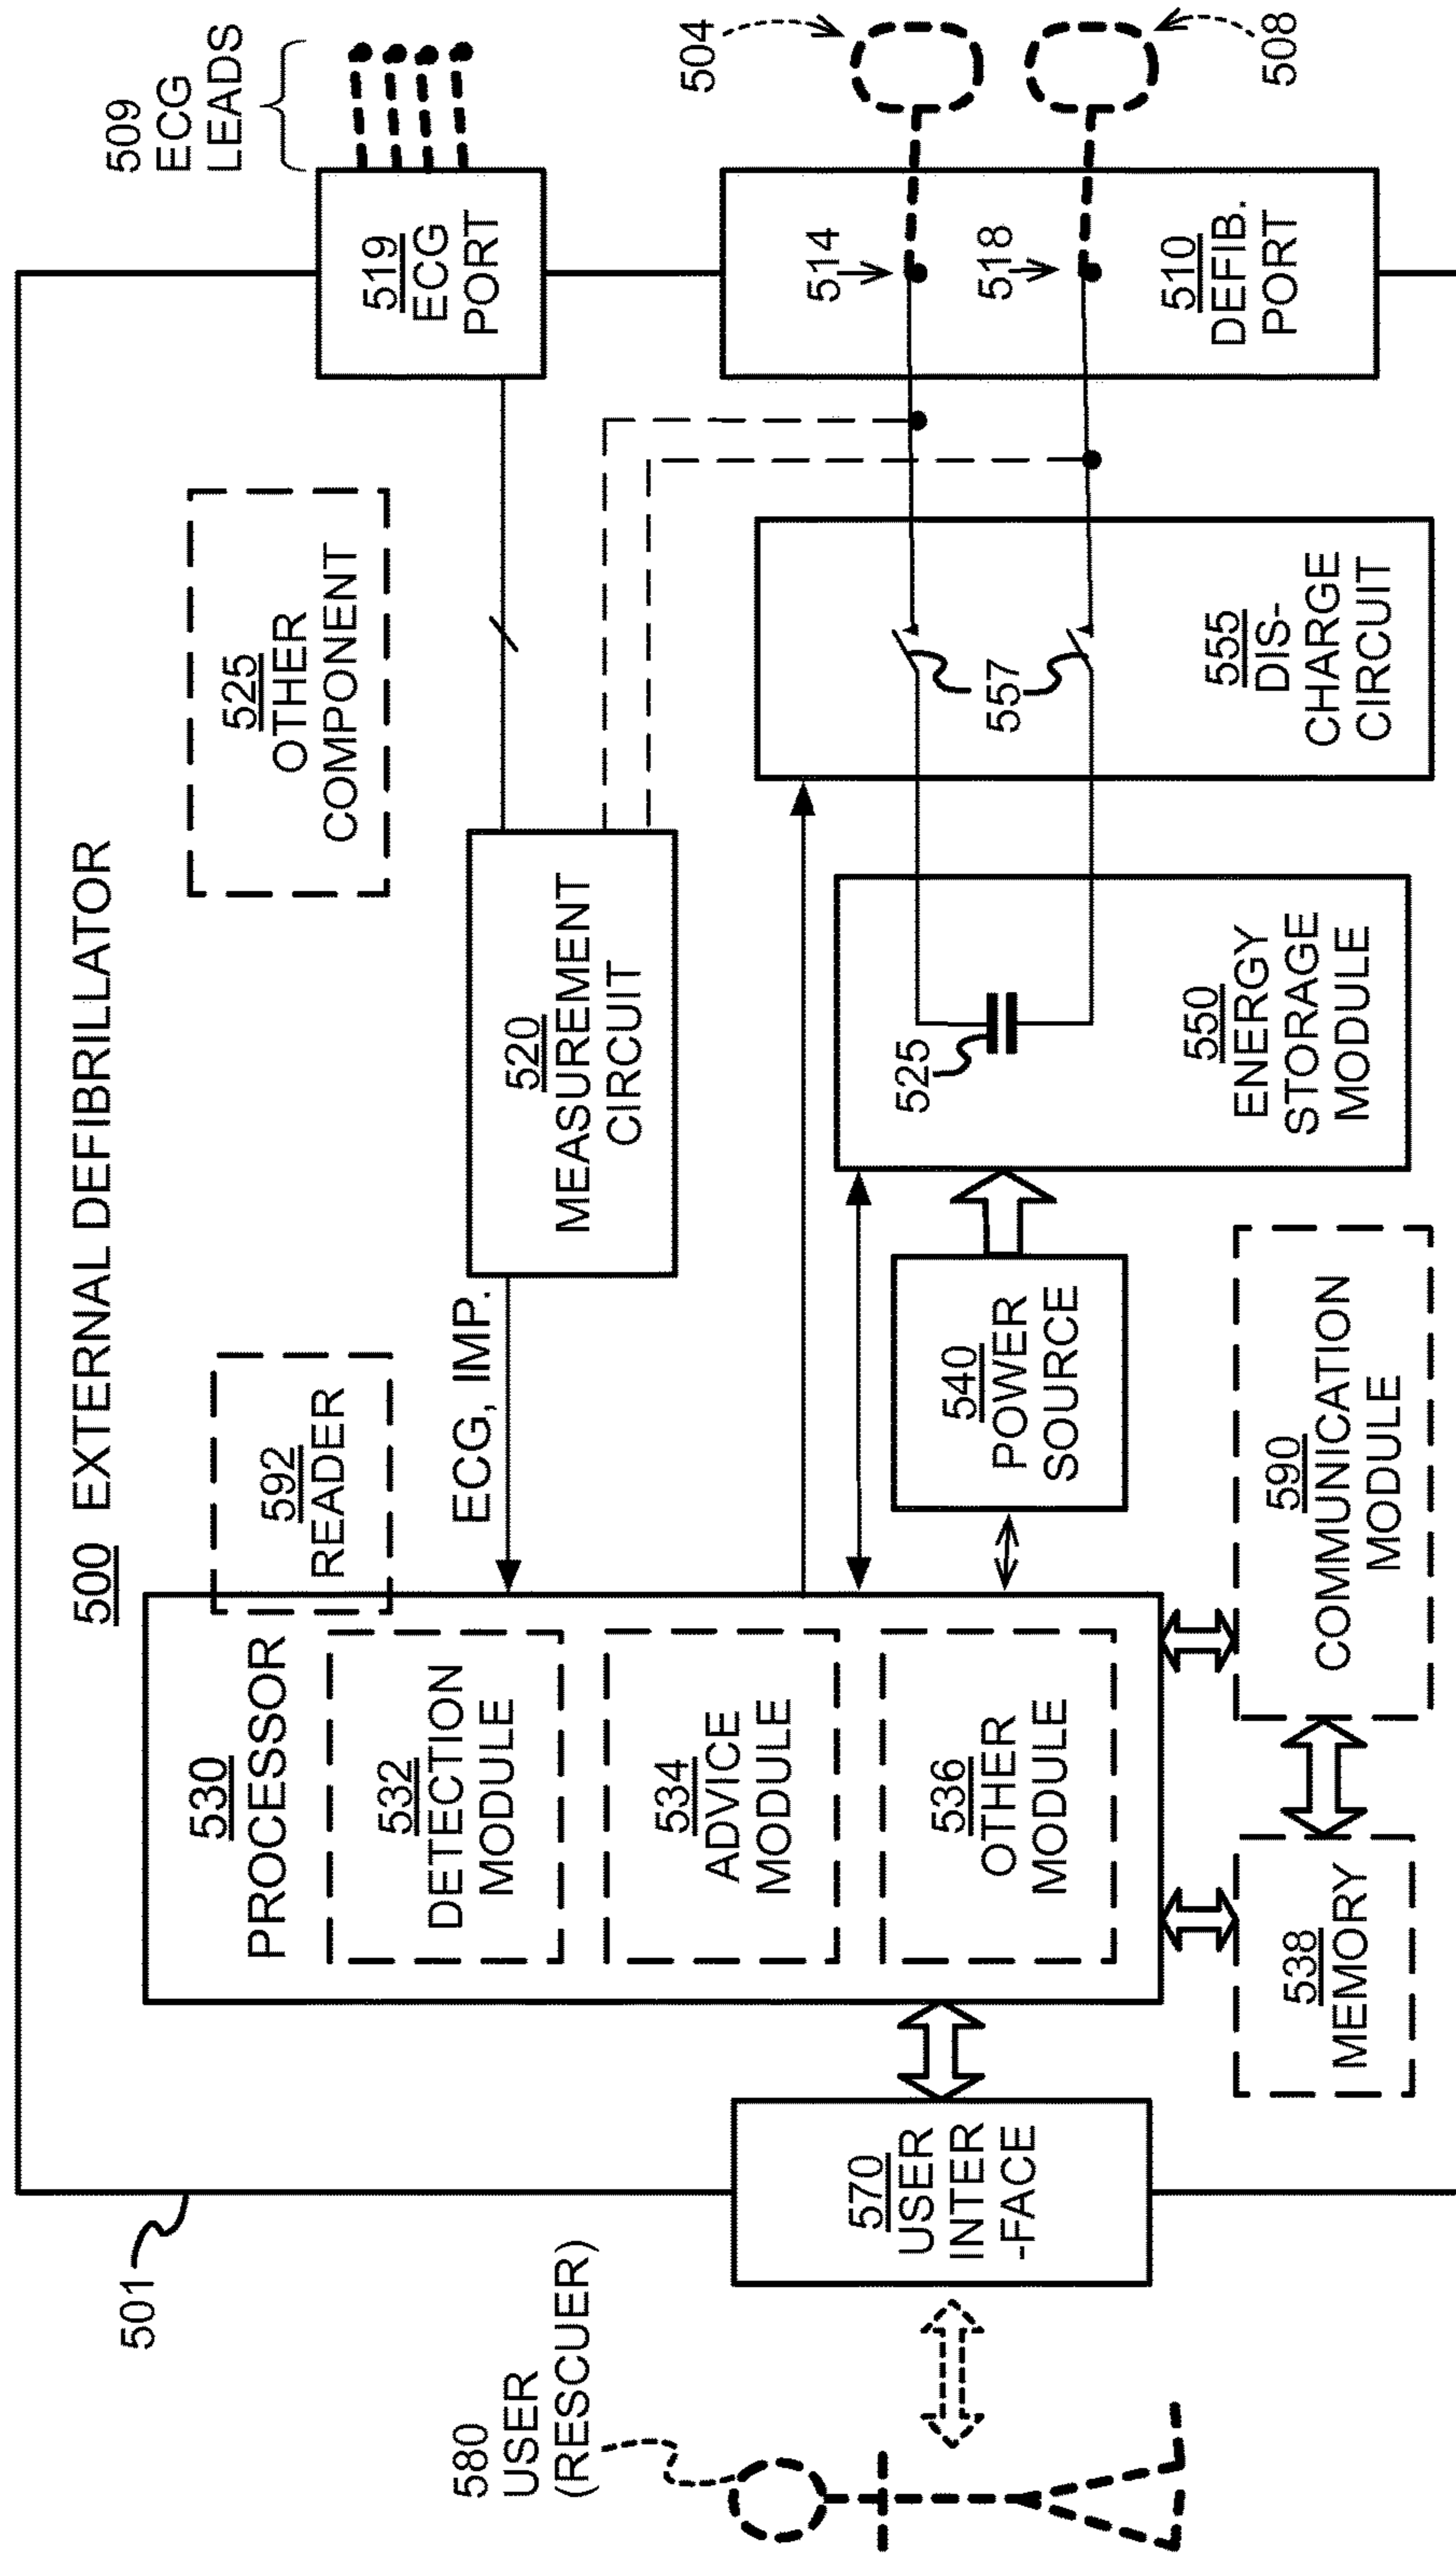 500 EXTERNAL DEFIBRILLATOR
501
509
ECG
LEADS
519
ECG
PORT
525
OTHER
COMPONENT
592
READER
530
PROCESSOR
532
DETECTION
MODULE
534
ADVICE
MODULE
536
OTHER
MODULE
ECG, IMP.
520
MEASUREMENT
CIRCUIT
504
508
514
518
510
DEFIB.
PORT
557
555
DIS-
CHARGE
CIRCUIT
525
550
ENERGY
STORAGE
MODULE
540
POWER
SOURCE
580
USER
(RESCUER)
570
USER
INTER
-FACE
538
MEMORY
590
COMMUNICATION
MODULE